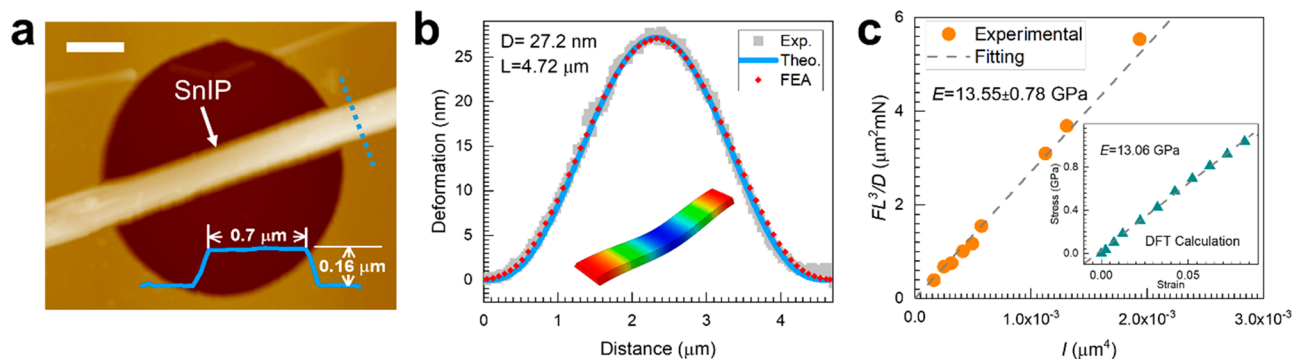 a
SnIP
0.7 μm
0.16 μm
b
D= 27.2 nm
L=4.72 μm
Exp.
Theo.
FEA
Deformation (nm)
25
20
15
10
5
0
0 1 2 3 4
Distance (μm)
c
Experimental
Fitting
E=13.55±0.78 GPa
FL³/D (μm²mN)
6
4
2
0
0.0 1.0x10⁻³ 2.0x10⁻³ 3.0x10⁻³
I (μm⁴)
E=13.06 GPa
Stross (GPa)
0.8
0.4
0.0
0.00 0.05
Strain
DFT Calculation